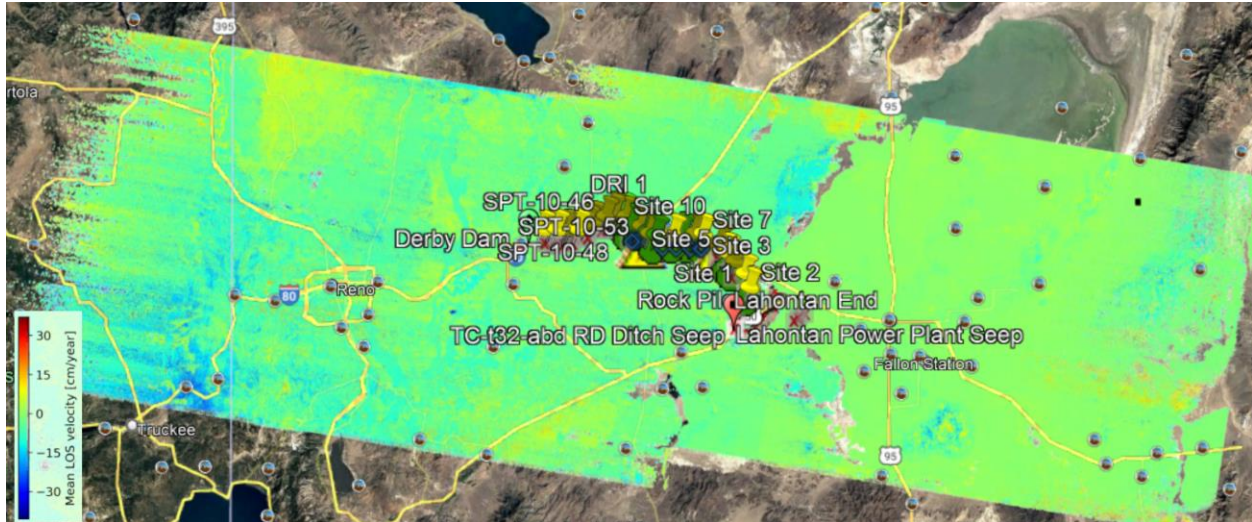 395
rtola
95
DRI 1
SPT-10-46
Site 10
Site 7
SPT-10-53
Derby Dam
Site 5
Site 3
SPT-10-48
Site 1
Site 2
80
Reno
Rock Pil
Lahontan End
TC-t32-abd RD Ditch Seep
Lahontan Power Plant Seep
Fallon Station
30
15
0
−15
−30
Mean LOS velocity [cm/year]
Truckee
95